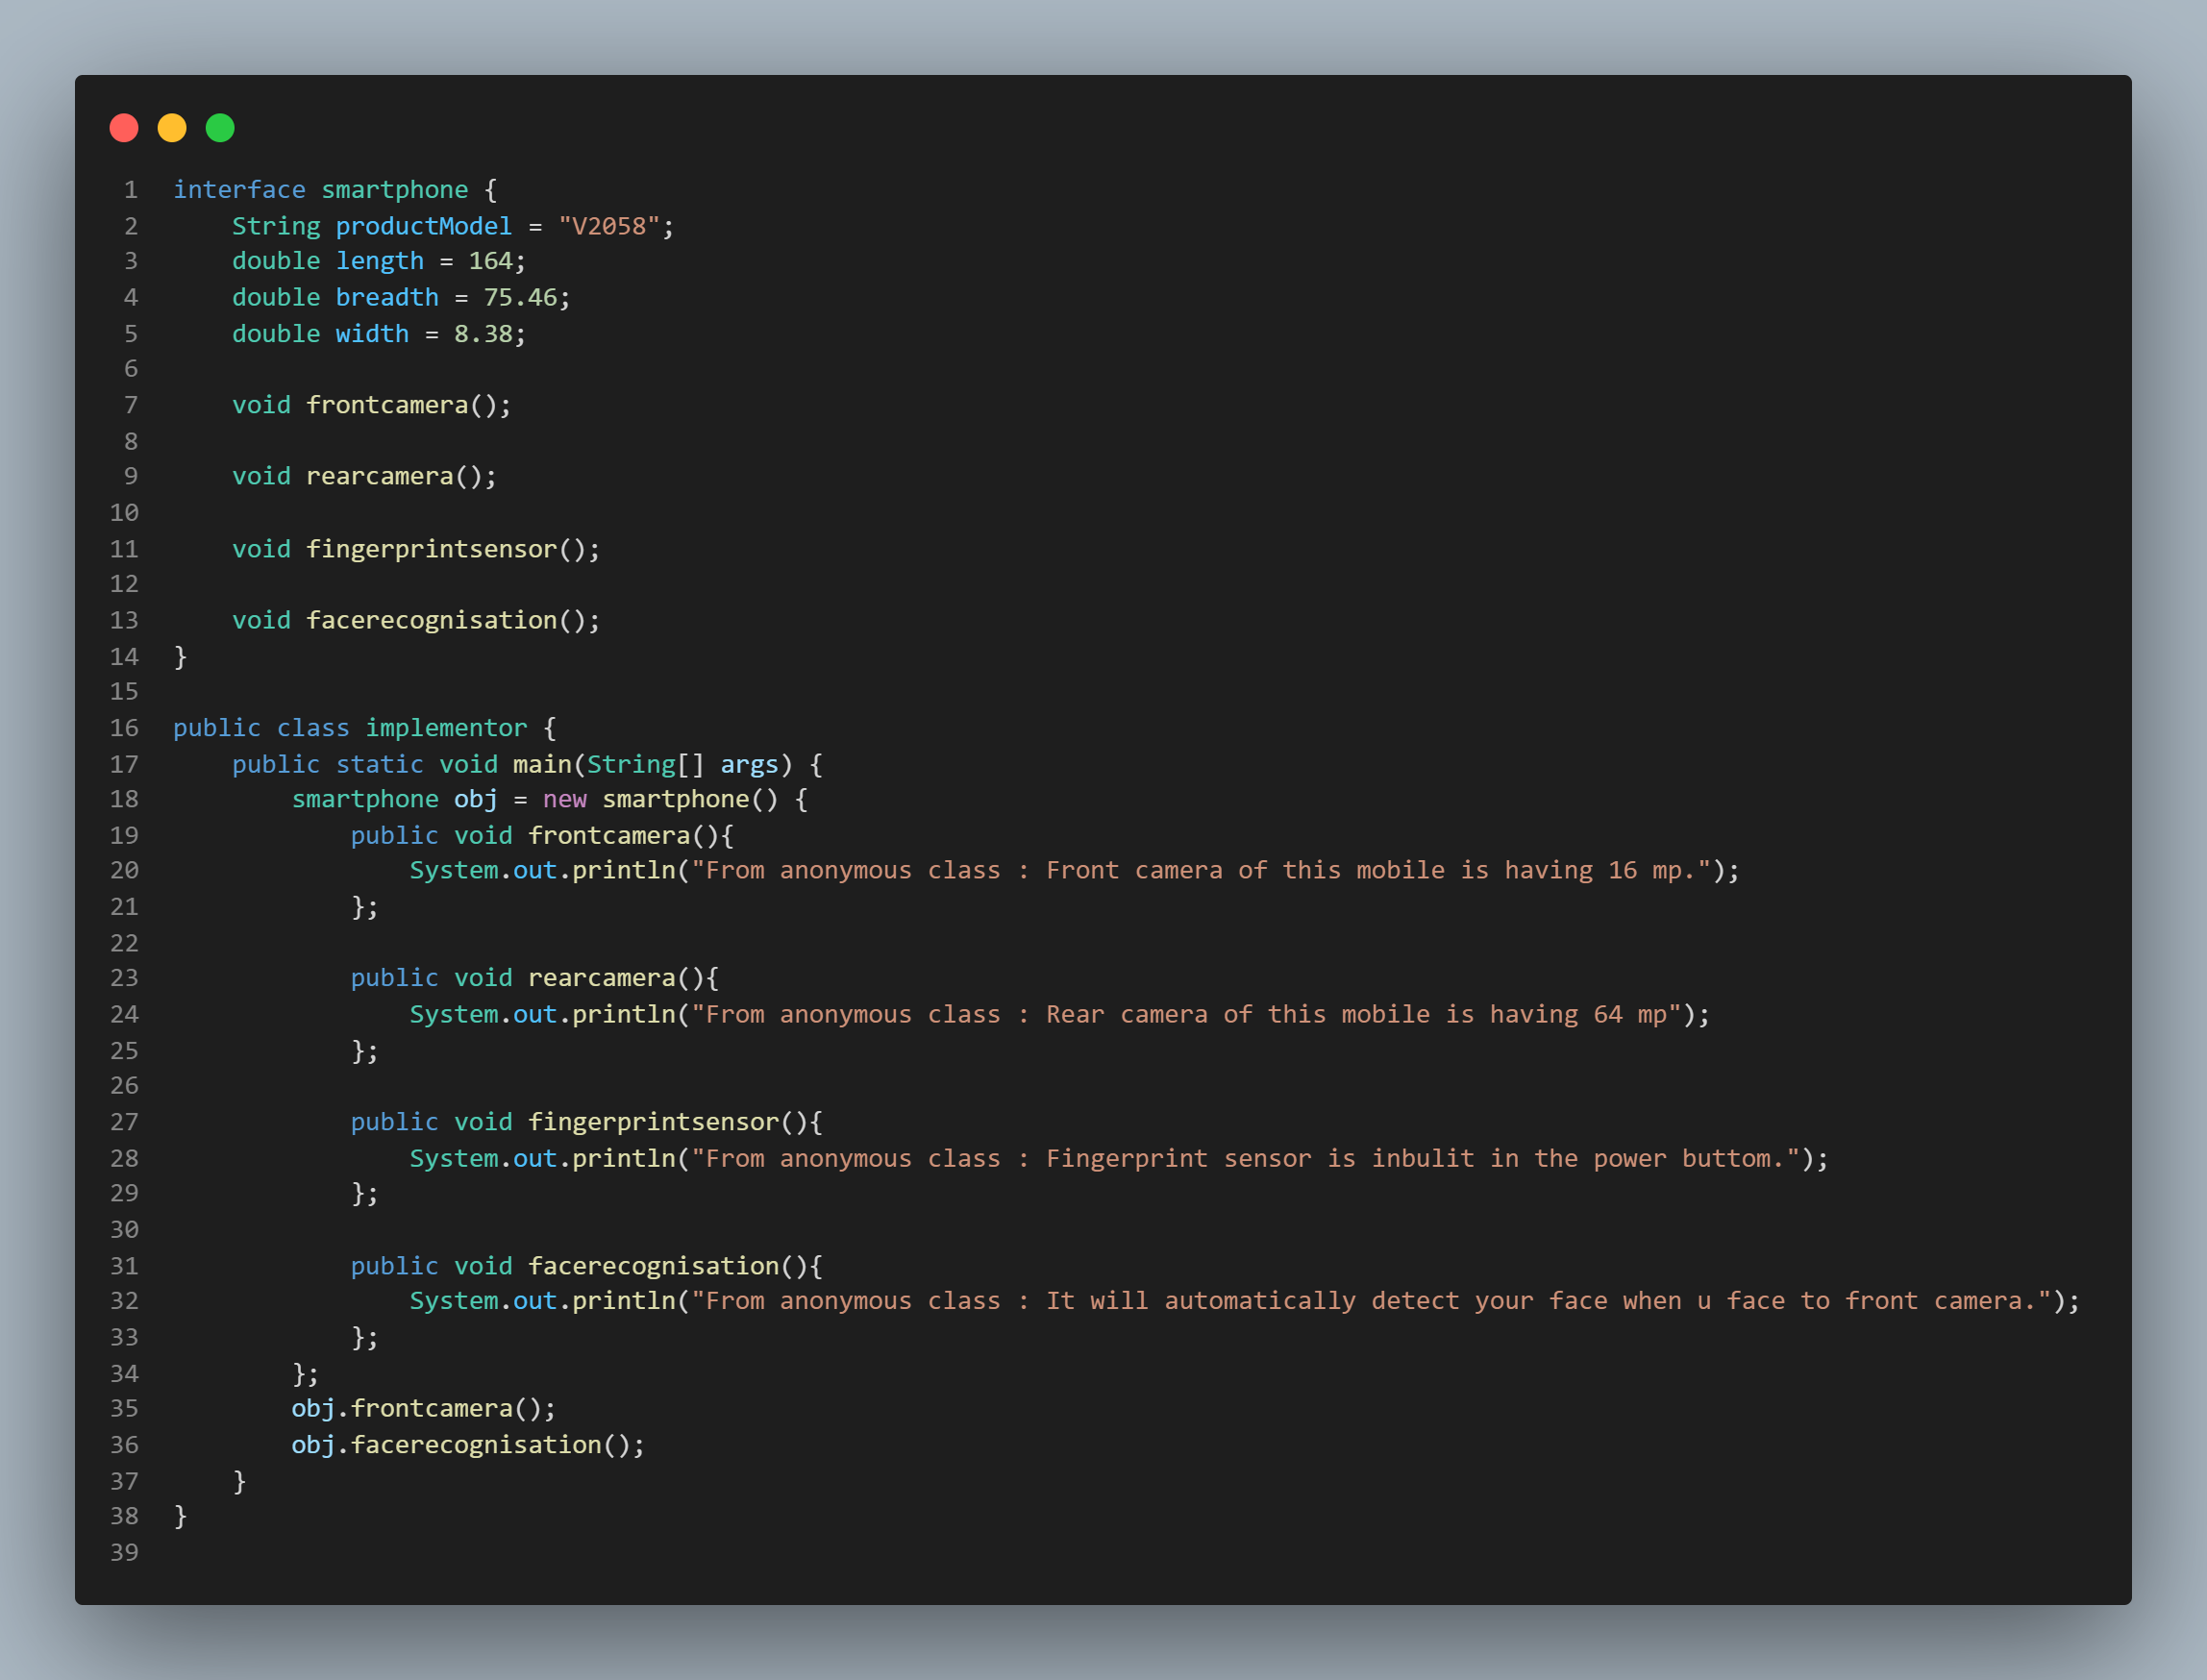 1 interface smartphone {
2     String productModel = "V2058";
3     double length = 164;
4     double breadth = 75.46;
5     double width = 8.38;
6
7     void frontcamera();
8
9     void rearcamera();
10
11     void fingerprintsensor();
12
13     void facerecognisation();
14 }
15
16 public class implementor {
17     public static void main(String[] args) {
18         smartphone obj = new smartphone() {
19             public void frontcamera(){
20                 System.out.println("From anonymous class : Front camera of this mobile is having 16 mp.");
21             };
22
23             public void rearcamera(){
24                 System.out.println("From anonymous class : Rear camera of this mobile is having 64 mp");
25             };
26
27             public void fingerprintsensor(){
28                 System.out.println("From anonymous class : Fingerprint sensor is inbulit in the power buttom.");
29             };
30
31             public void facerecognisation(){
32                 System.out.println("From anonymous class : It will automatically detect your face when u face to front camera.");
33             };
34         };
35         obj.frontcamera();
36         obj.facerecognisation();
37     }
38 }
39